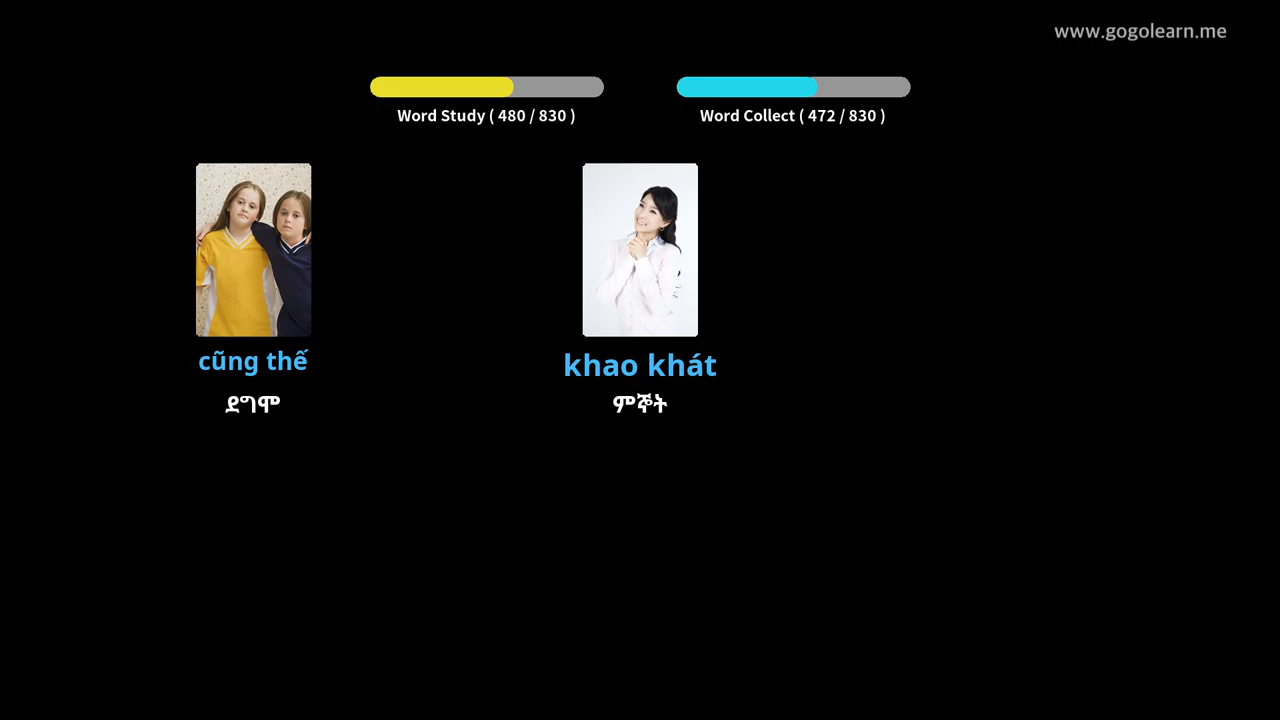 www.gogolearn.me
Word Study ( 480 / 830 )
Word Collect ( 472 / 830 )
cũng thế
khao khát
ደግሞ
ምኞት